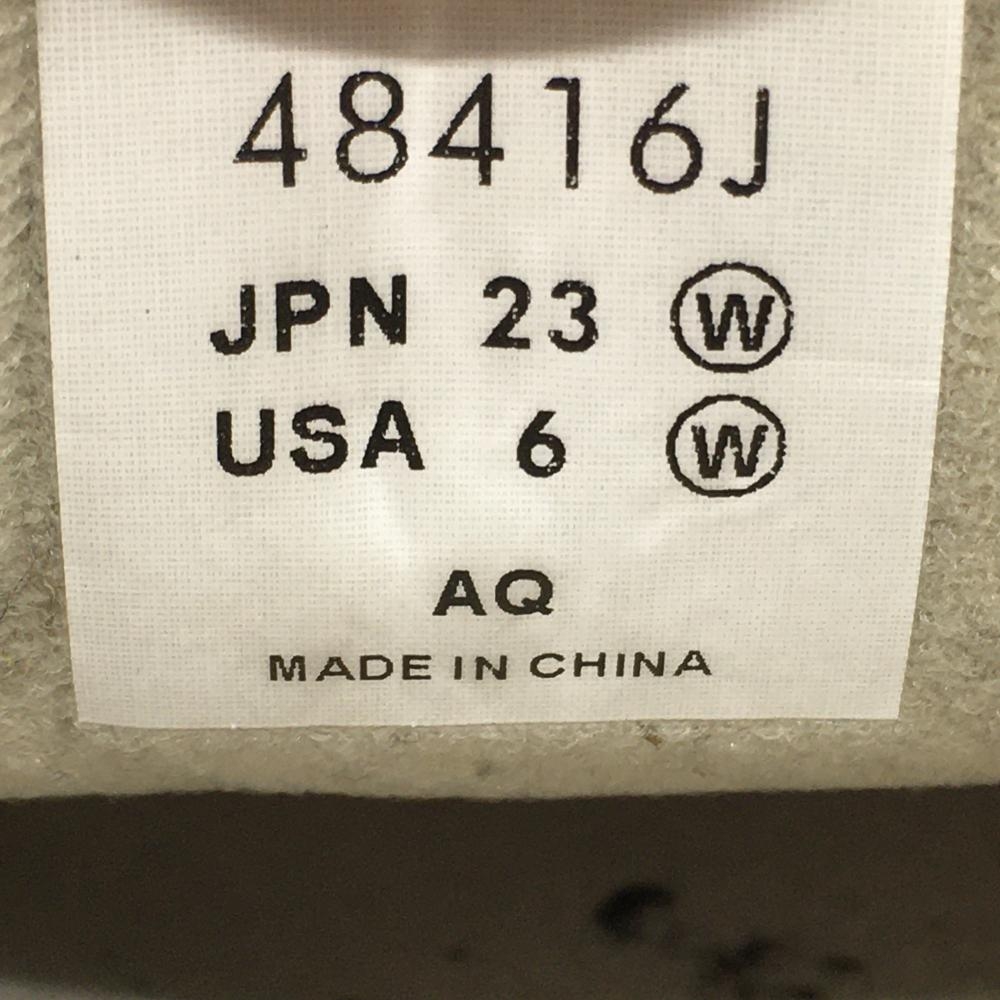 48416J
JPN 23 Ⓦ
USA 6 Ⓦ
AQ
MADE IN CHINA